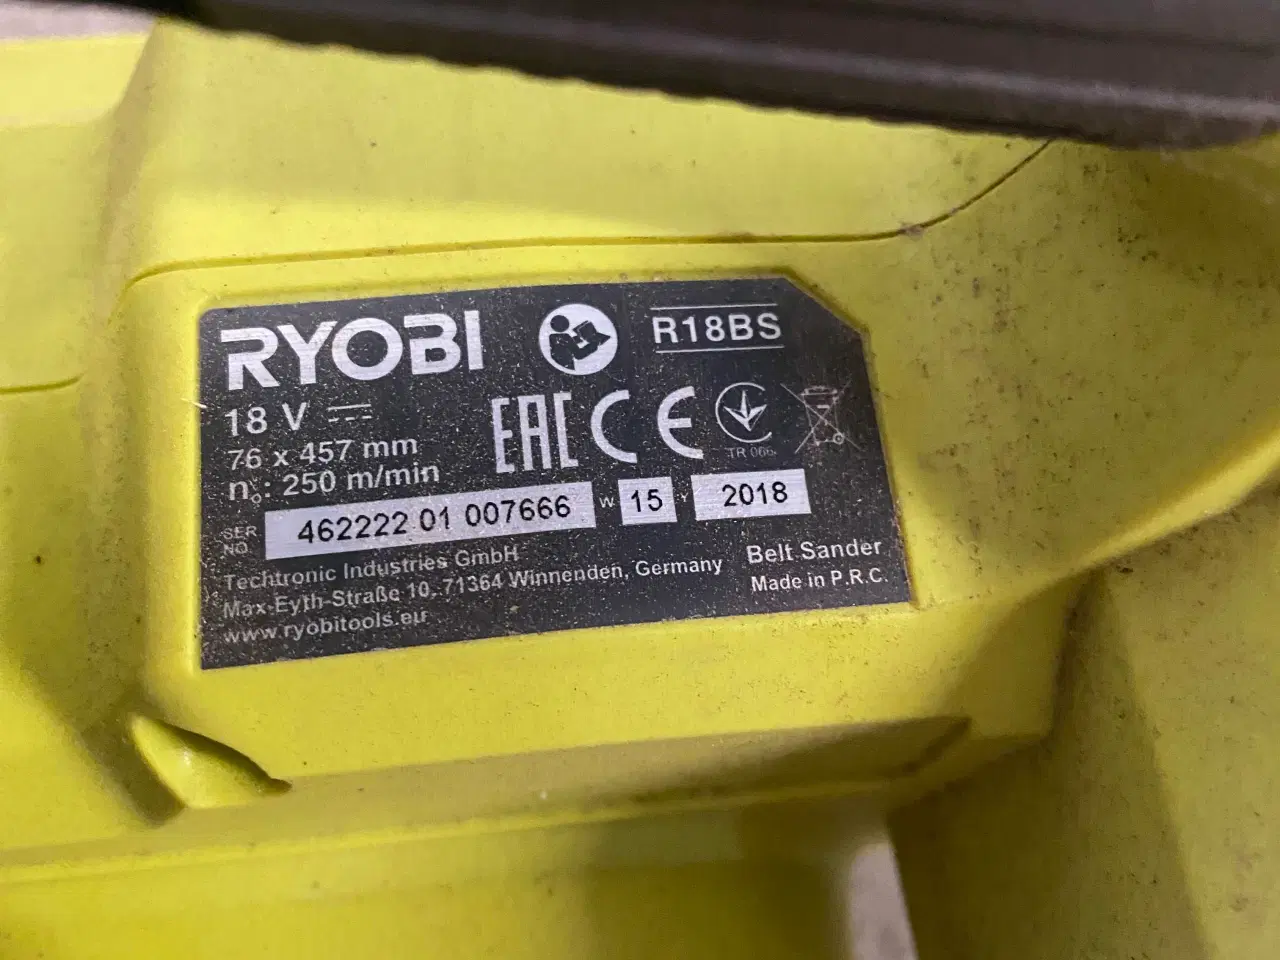 RYOBI
R18BS
18 V
76 x 457 mm
n₀: 250 m/min
EAC CE
TR 066
SER NO. 462222 01 007666 W 15 Y 2018
Techtronic Industries GmbH
Max-Eyth-Straße 10, 71364 Winnenden, Germany
www.ryobitools.eu
Belt Sander
Made in P.R.C.